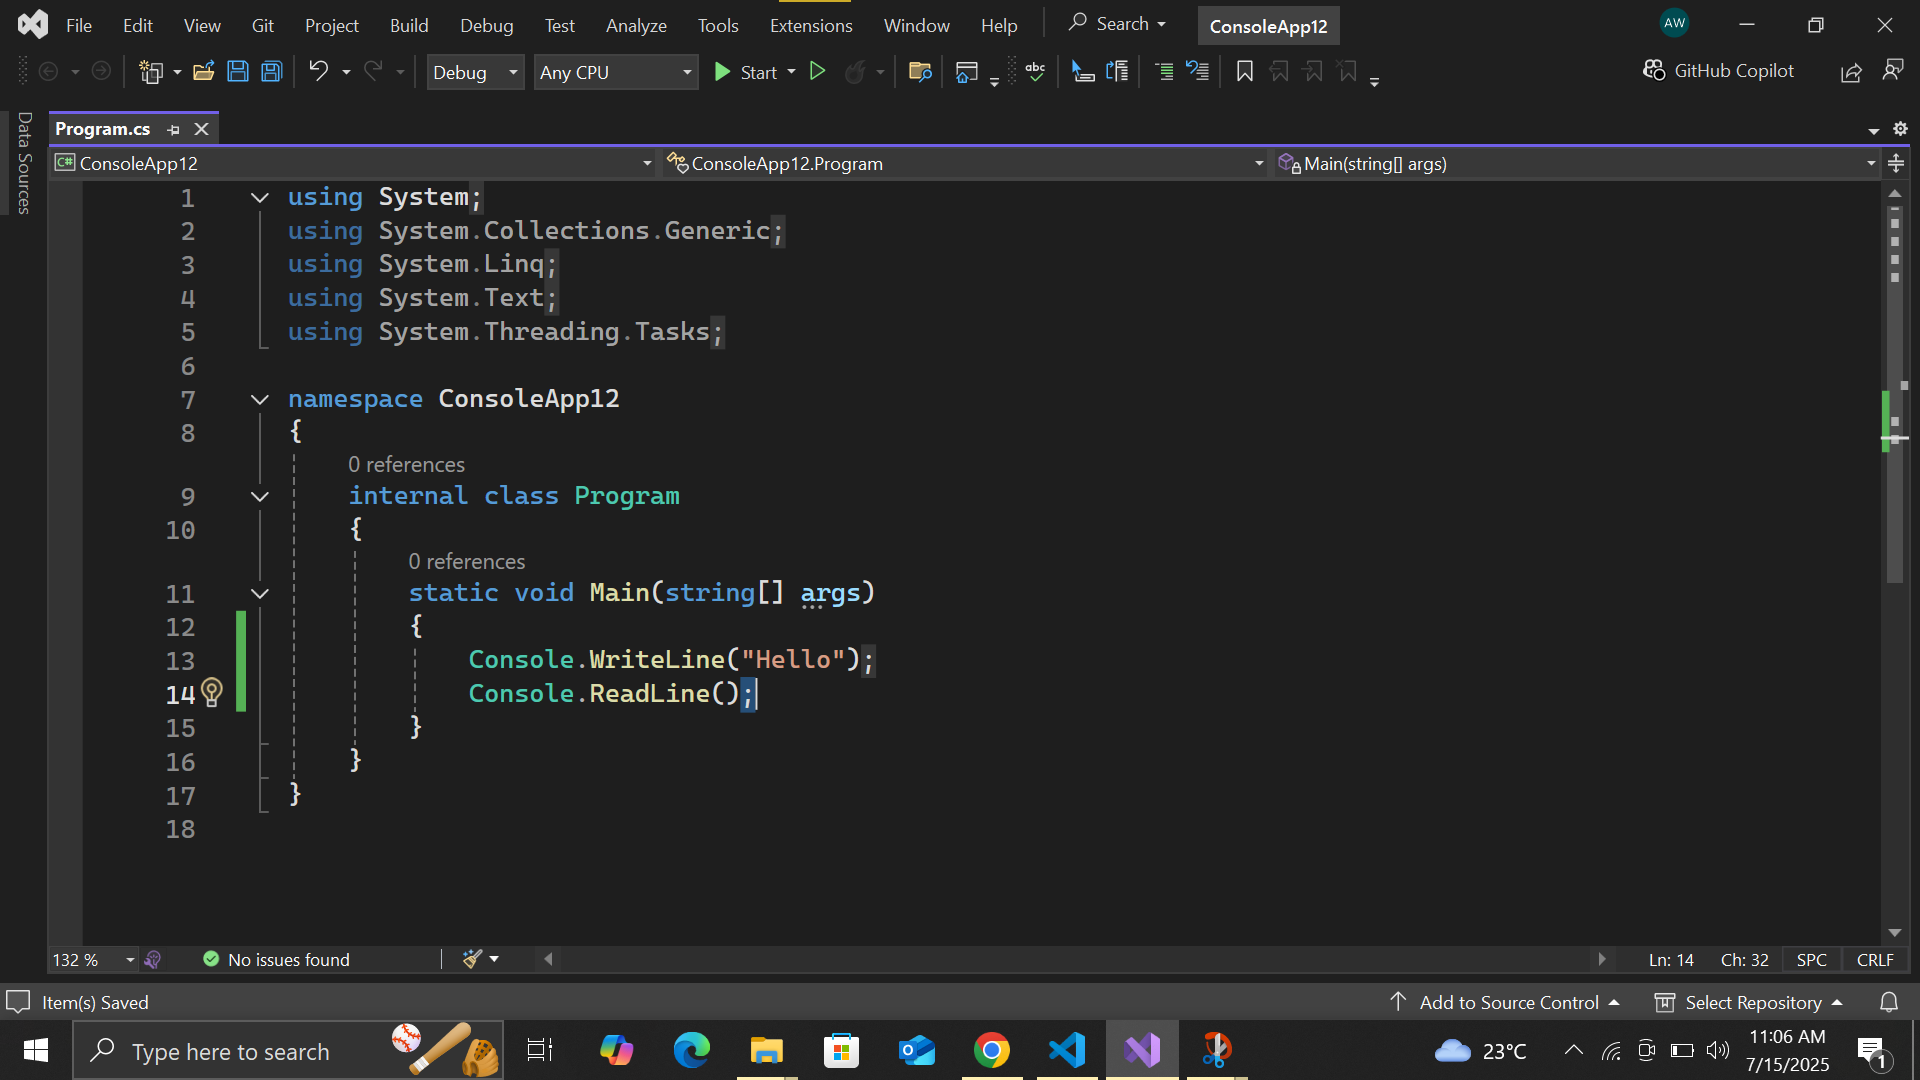 File Edit View Git Project Build Debug Test Analyze Tools Extensions Window Help Search ConsoleApp12 AW
Debug Any CPU Start abc GitHub Copilot
Data Sources
Program.cs
C# ConsoleApp12 ConsoleApp12.Program Main(string[] args)
1 using System;
2 using System.Collections.Generic;
3 using System.Linq;
4 using System.Text;
5 using System.Threading.Tasks;
6
7 namespace ConsoleApp12
8 {
0 references
9 internal class Program
10 {
0 references
11 static void Main(string[] args)
12 {
13 Console.WriteLine("Hello");
14 Console.ReadLine();
15 }
16 }
17 }
18
132 % No issues found Ln: 14 Ch: 32 SPC CRLF
Item(s) Saved Add to Source Control Select Repository
Type here to search 23°C 11:06 AM
7/15/2025 1